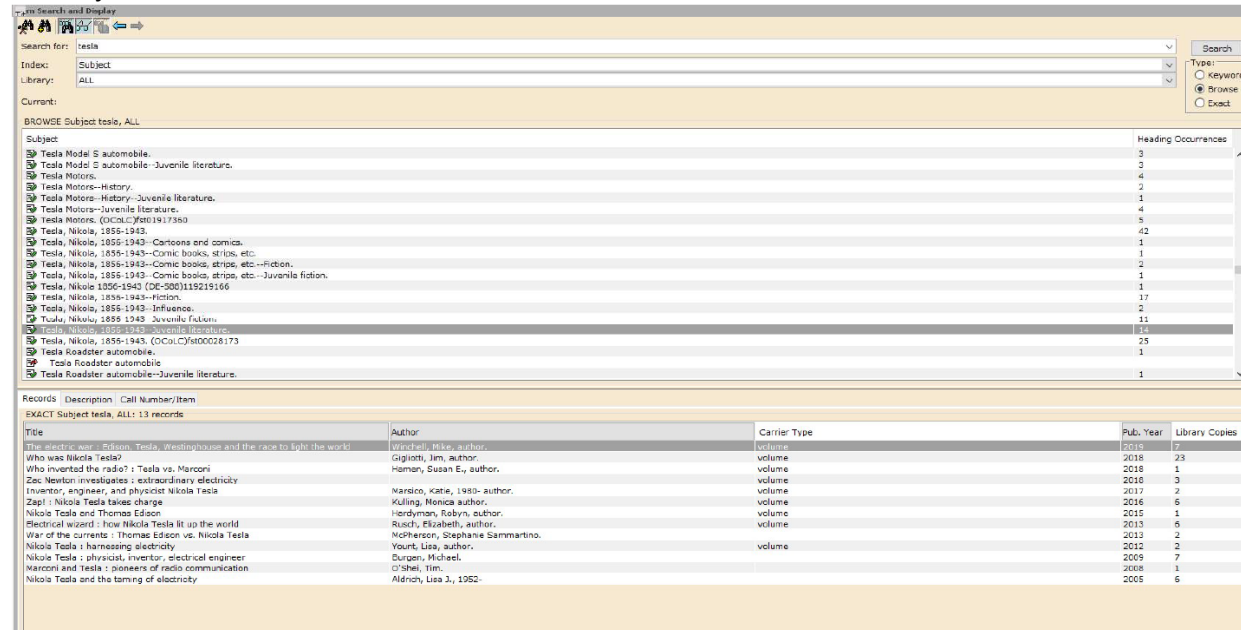 Search and Display
Search for: tesla Search
Index: Subject Type:
Library: ALL Keyword
Browse
Current: Exact
BROWSE Subject tesla, ALL
Subject Heading Occurrences
Tesla Model S automobile. 3
Tesla Model S automobile--Juvenile literature. 3
Tesla Motors. 4
Tesla Motors--History. 2
Tesla Motors--History--Juvenile literature. 1
Tesla Motors--Juvenile literature. 4
Tesla Motors. (OCoLC)fst01917360 5
Tesla, Nikola, 1856-1943. 42
Tesla, Nikola, 1856-1943--Cartoons and comics. 1
Tesla, Nikola, 1856-1943--Comic books, strips, etc. 1
Tesla, Nikola, 1856-1943--Comic books, strips, etc.--Fiction. 2
Tesla, Nikola, 1856-1943--Comic books, strips, etc.--Juvenile fiction. 1
Tesla, Nikola 1856-1943 (DE-588)119219166 1
Tesla, Nikola, 1856-1943--Fiction. 17
Tesla, Nikola, 1856-1943--Influence. 2
Tesla, Nikola, 1856-1943--Juvenile fiction. 11
Tesla, Nikola, 1856-1943--Juvenile literature. 14
Tesla, Nikola, 1856-1943. (OCoLC)fst00028173 25
Tesla Roadster automobile. 1
Tesla Roadster automobile
Tesla Roadster automobile--Juvenile literature. 1
Records Description Call Number/Item
EXACT Subject tesla, ALL: 13 records
Title Author Carrier Type Pub. Year Library Copies
The electric war : Edison, Tesla, Westinghouse and the race to light the world Winchell, Mike, author. volume 2019 7
Who was Nikola Tesla? Gigliotti, Jim, author. volume 2018 23
Who invented the radio? : Tesla vs. Marconi Hamen, Susan E., author. volume 2018 1
Zec Newton investigates : extraordinary electricity volume 2018 3
Inventor, engineer, and physicist Nikola Tesla Marsico, Katie, 1980- author. volume 2017 2
Zap! : Nikola Tesla takes charge Kulling, Monica author. volume 2016 6
Nikola Tesla and Thomas Edison Hardyman, Robyn, author. volume 2015 1
Electrical wizard : how Nikola Tesla lit up the world Rusch, Elizabeth, author. volume 2013 6
War of the currents : Thomas Edison vs. Nikola Tesla McPherson, Stephanie Sammartino. 2013 2
Nikola Tesla : harnessing electricity Yount, Lisa, author. volume 2012 2
Nikola Tesla : physicist, inventor, electrical engineer Burgan, Michael. 2009 7
Marconi and Tesla : pioneers of radio communication O'Shei, Tim. 2008 1
Nikola Tesla and the taming of electricity Aldrich, Lisa J., 1952- 2005 6